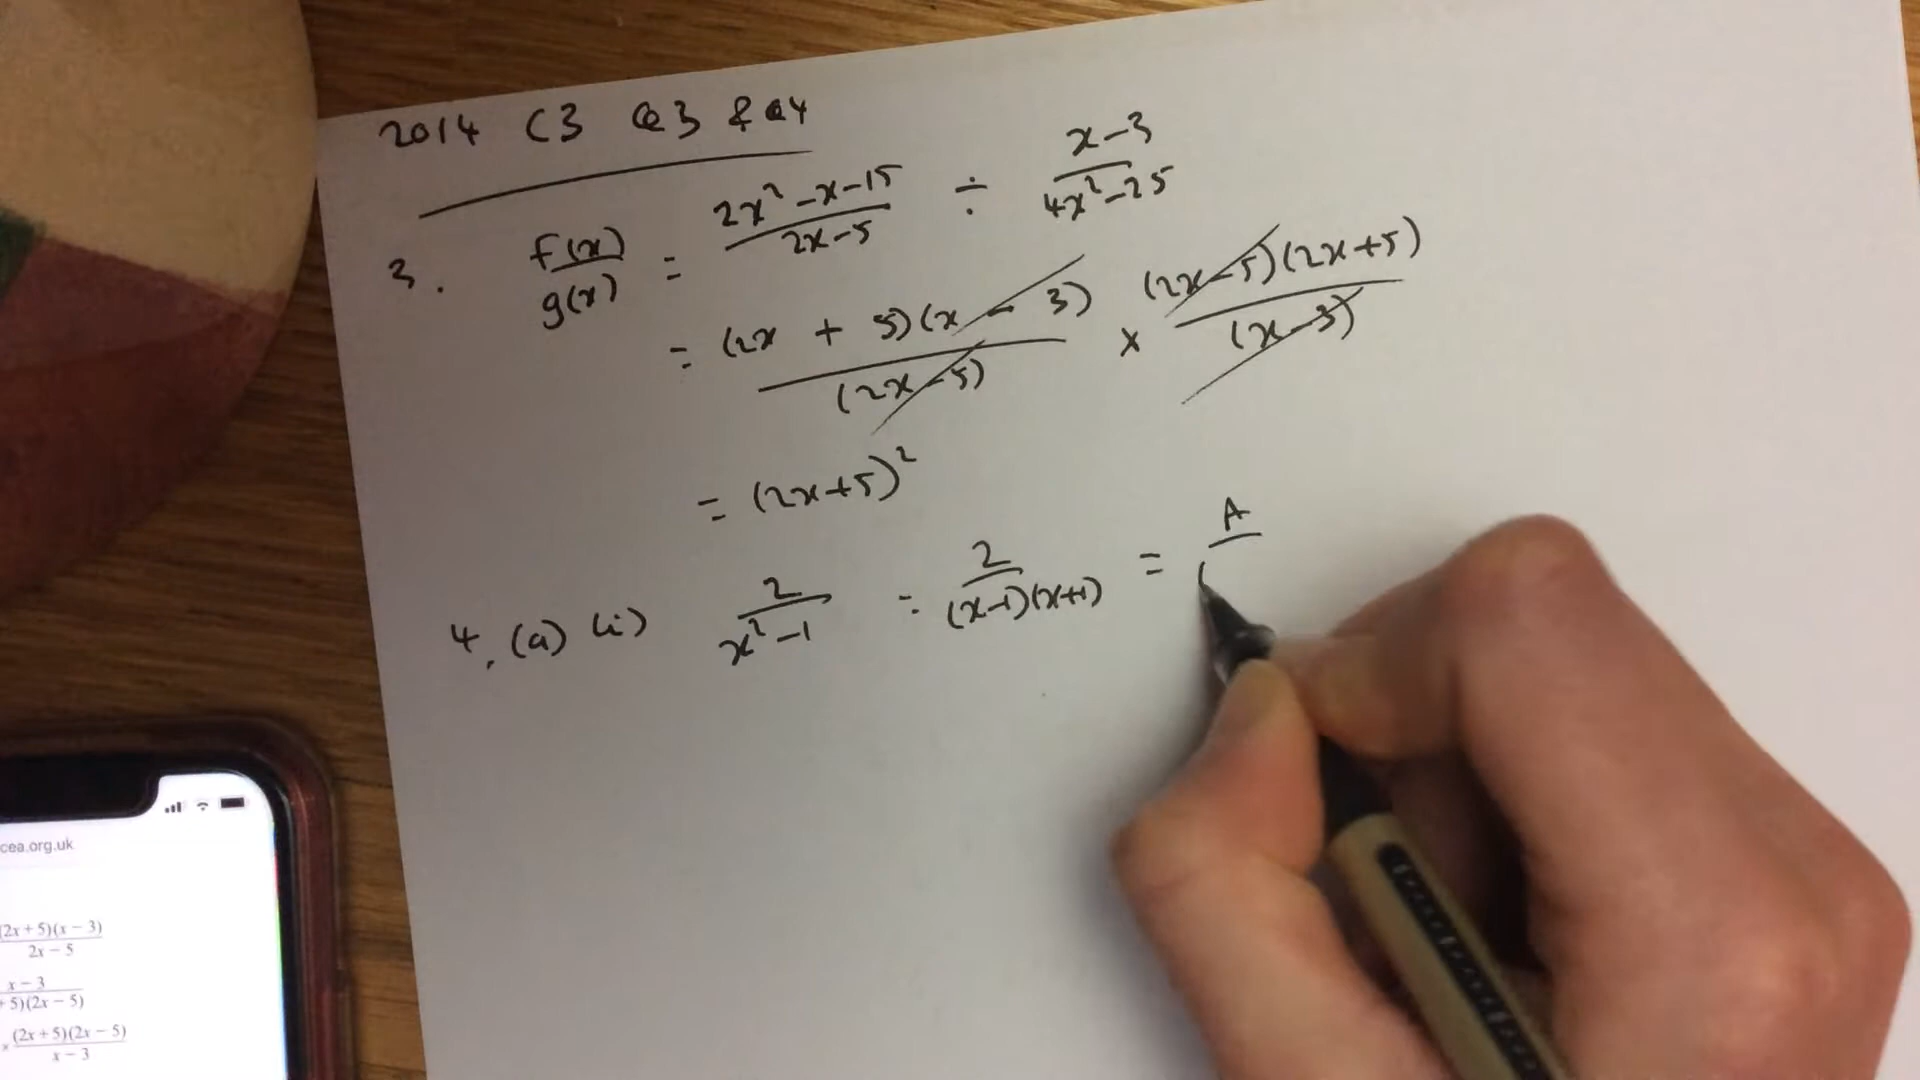 2014 C3 Q3 & Q4
3. f(x)/g(x) = (2x² - x - 15)/(2x - 5) ÷ (x - 3)/(4x² - 25)
= (2x + 5)(x - 3)/(2x - 5) × (2x - 5)(2x + 5)/(x - 3)
= (2x + 5)²
4. (a) (i) 2/(x² - 1) = 2/(x - 1)(x + 1) = A/(
cea.org.uk
(2x + 5)(x - 3)
2x - 5
x - 3
+ 5)(2x - 5)
× (2x + 5)(2x - 5)
x - 3